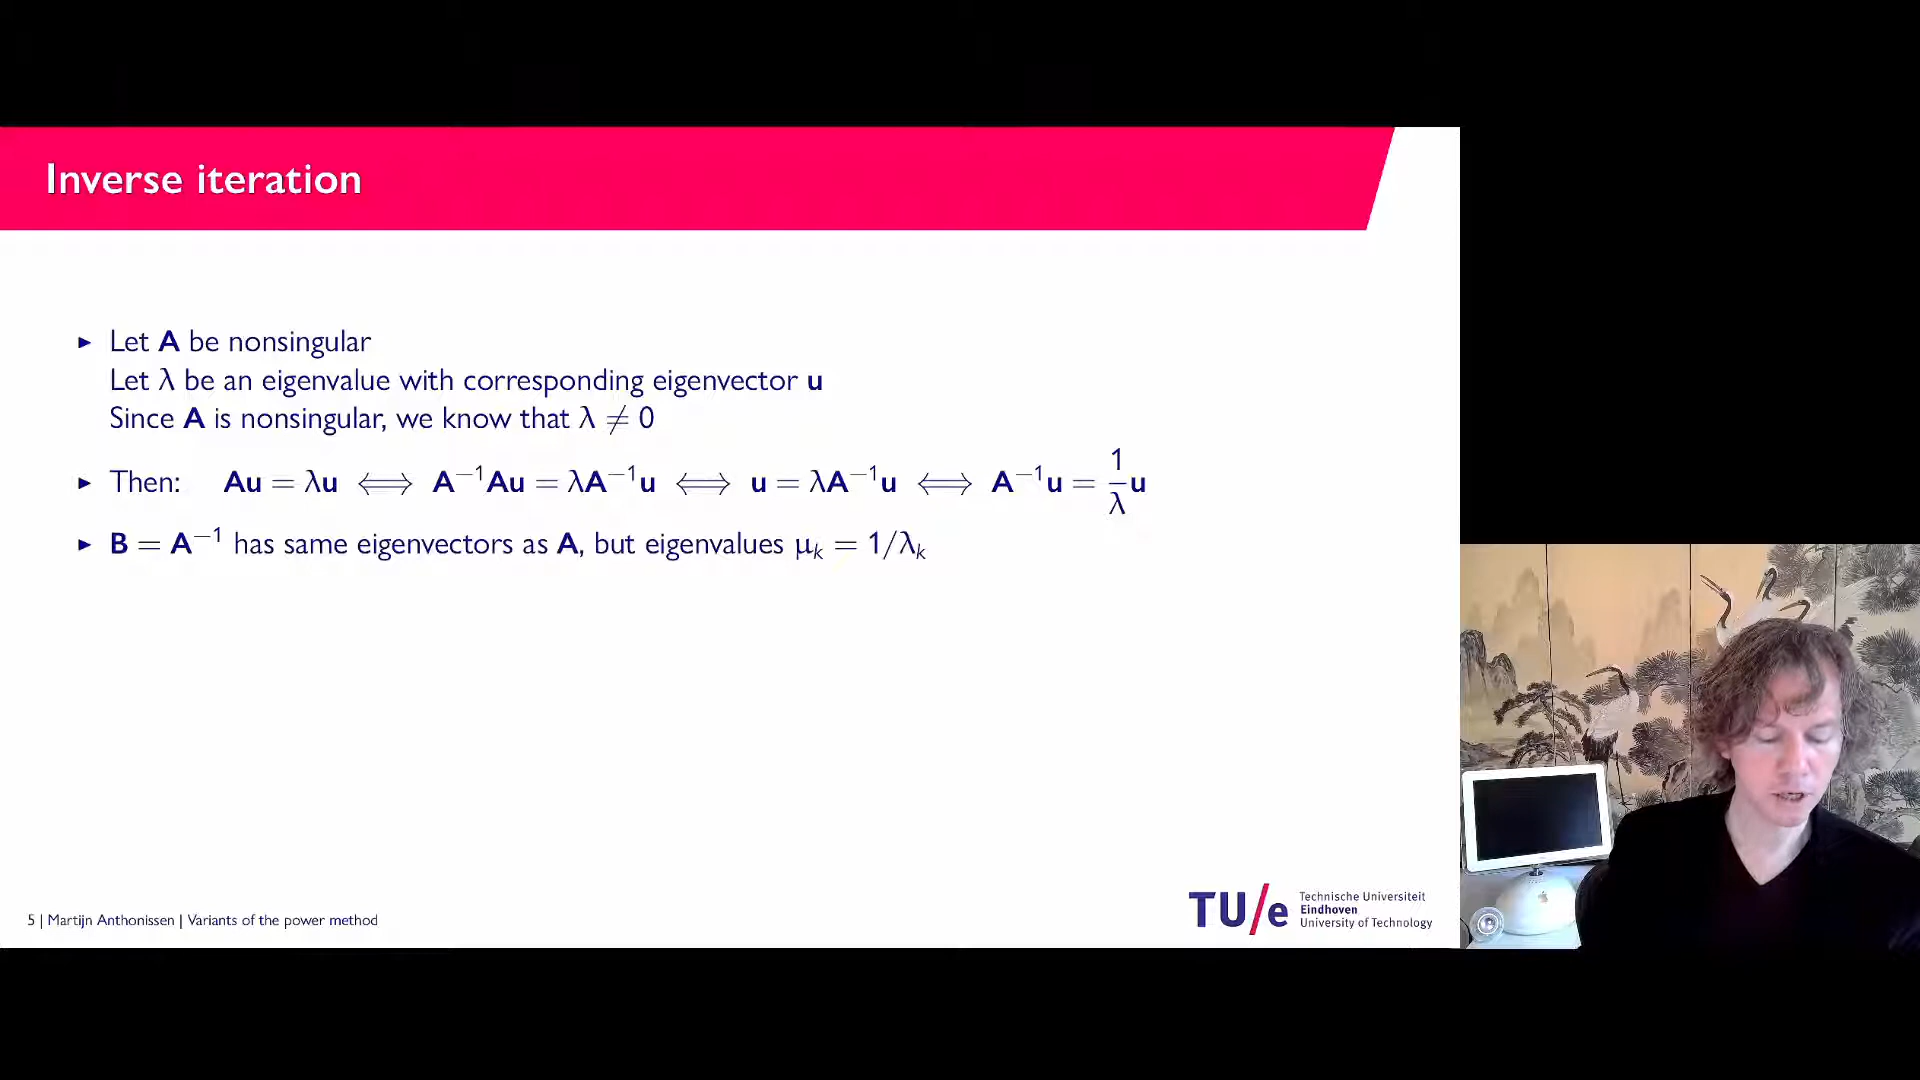 Inverse iteration
▸ Let A be nonsingular
Let λ be an eigenvalue with corresponding eigenvector u
Since A is nonsingular, we know that λ ≠ 0
▸ Then: Au = λu ⟺ A⁻¹Au = λA⁻¹u ⟺ u = λA⁻¹u ⟺ A⁻¹u = 1/λ u
▸ B = A⁻¹ has same eigenvectors as A, but eigenvalues μₖ = 1/λₖ
5 | Martijn Anthonissen | Variants of the power method
TU/e
Technische Universiteit
Eindhoven
University of Technology